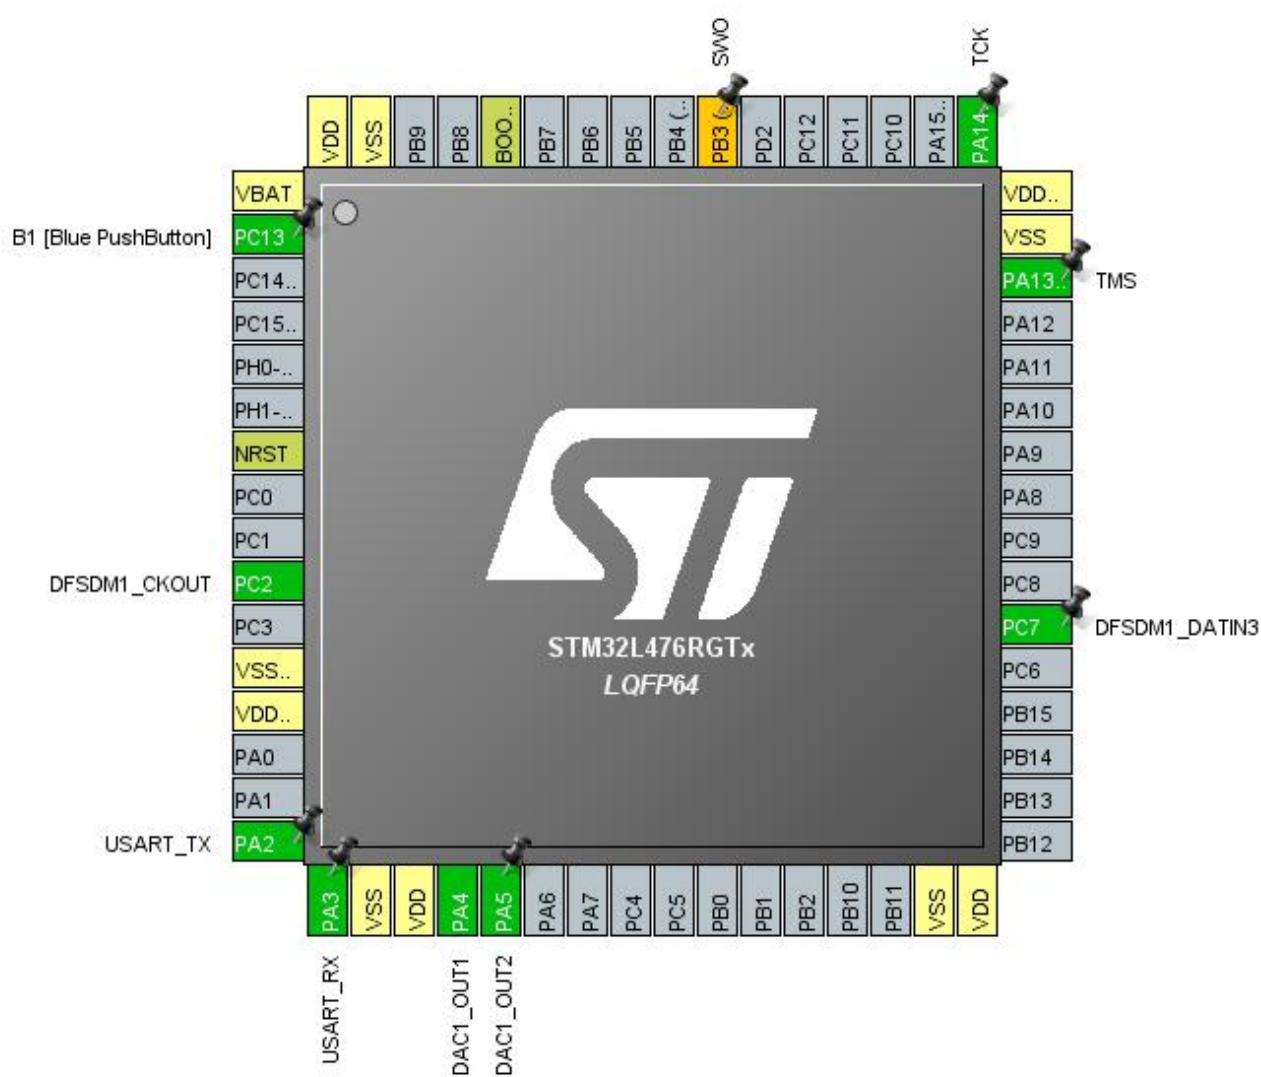 SWO
TCK
VDD
VSS
PB9
PB8
BOO..
PB7
PB6
PB5
PB4 (..
PB3 (
PD2
PC12
PC11
PC10
PA15..
PA14.
VBAT
B1 [Blue PushButton]
PC13
PC14..
PC15..
PH0-..
PH1-..
NRST
PC0
PC1
DFSDM1_CKOUT
PC2
PC3
VSS..
VDD..
PA0
PA1
USART_TX
PA2
VDD..
VSS
PA13..
TMS
PA12
PA11
PA10
PA9
PA8
PC9
PC8
PC7
DFSDM1_DATIN3
PC6
PB15
PB14
PB13
PB12
ST
STM32L476RGTx
LQFP64
PA3
VSS
VDD
PA4
PA5
PA6
PA7
PC4
PC5
PB0
PB1
PB2
PB10
PB11
VSS
VDD
USART_RX
DAC1_OUT1
DAC1_OUT2